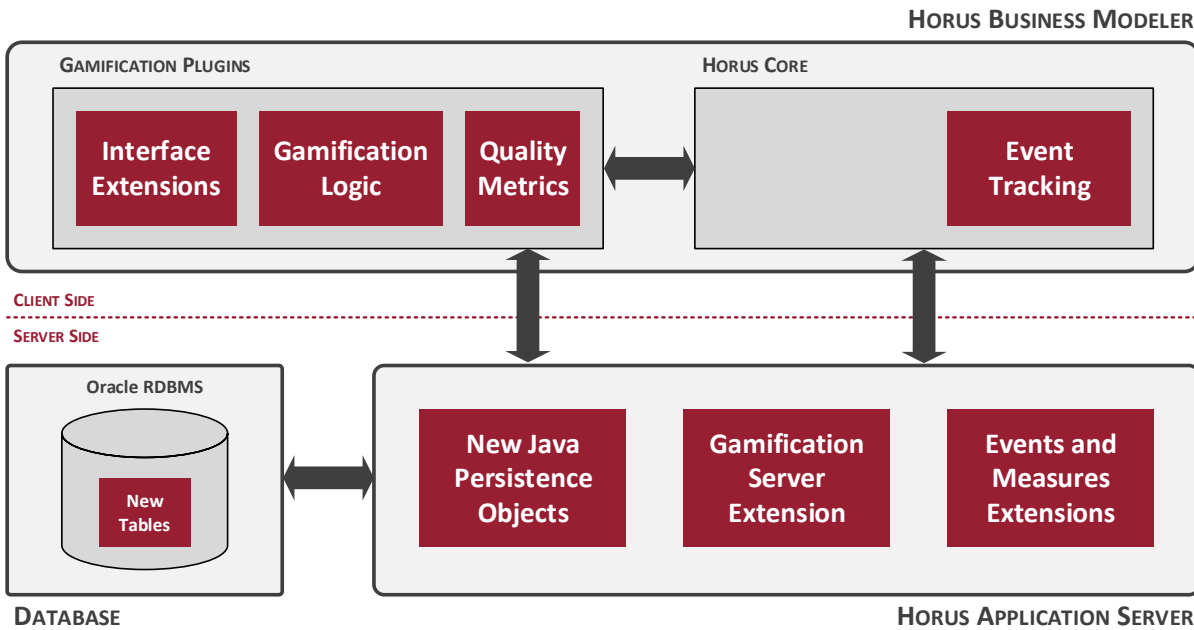 HORUS BUSINESS MODELER
GAMIFICATION PLUGINS
HORUS CORE
Interface
Extensions
Gamification
Logic
Quality
Metrics
Event
Tracking
CLIENT SIDE
SERVER SIDE
Oracle RDBMS
New
Tables
New Java
Persistence
Objects
Gamification
Server
Extension
Events and
Measures
Extensions
DATABASE
HORUS APPLICATION SERVER